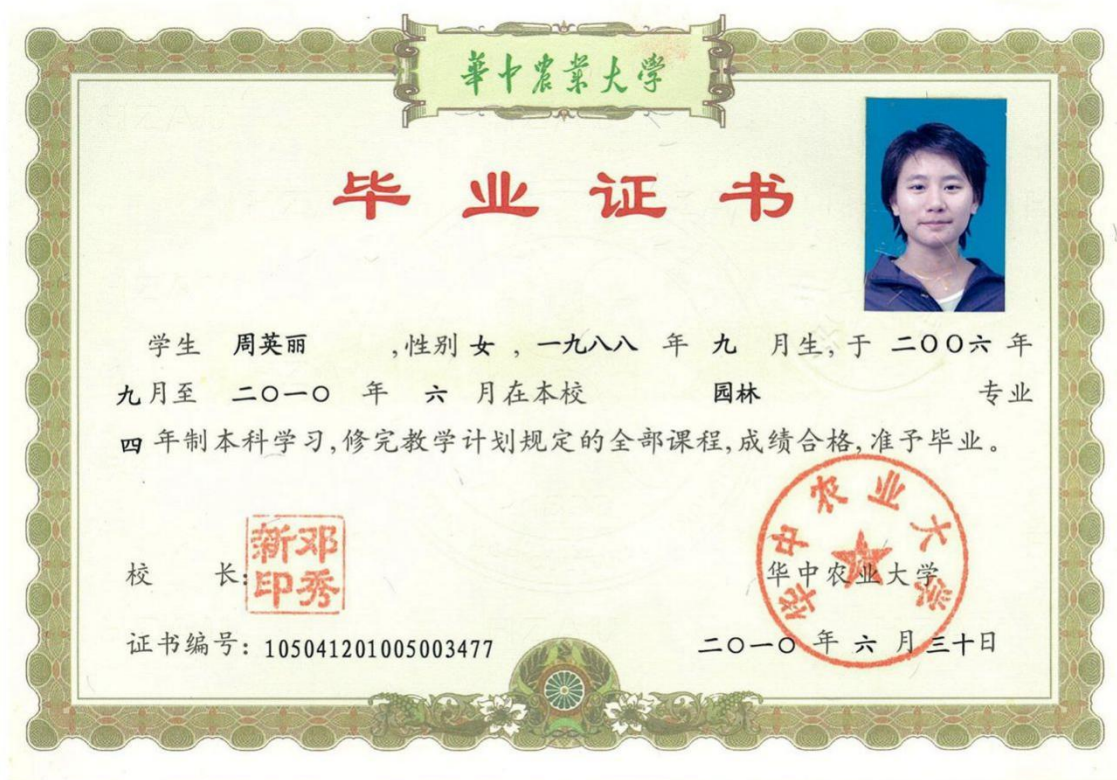 華中農業大学
毕业证书
学生 周英丽 ,性别 女 , 一九八八 年 九 月生, 于 二〇〇六 年
九月至 二〇一〇 年 六 月在本校 园林 专业
四 年制本科学习,修完教学计划规定的全部课程,成绩合格,准予毕业。
校 长:
新邓
印秀
华中农业大学
华中农业大学
证书编号: 105041201005003477
二〇一〇 年 六 月 三十日